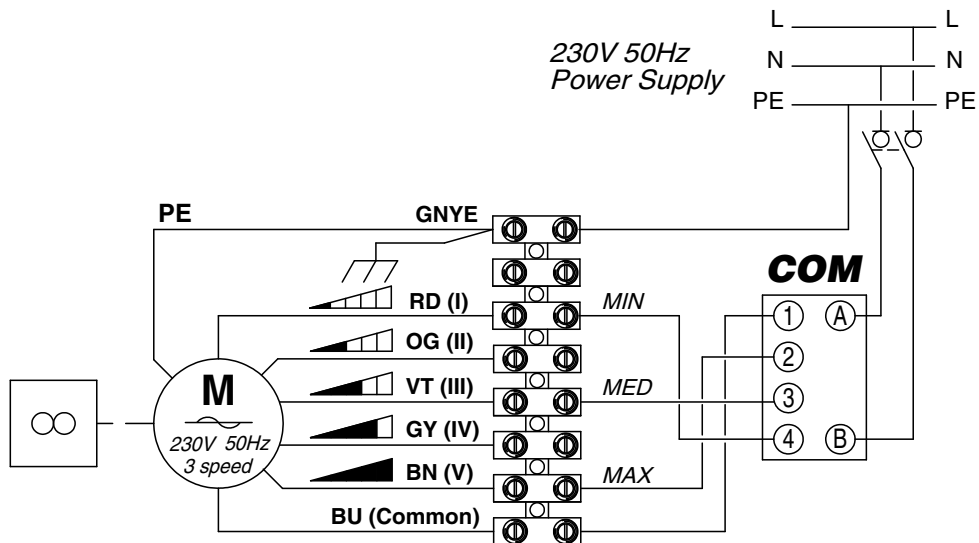 L L
230V 50Hz
N N
Power Supply
PE PE
PE
GNYE
COM
RD (I)
MIN
1 A
OG (II)
2
M
VT (III)
MED
3
GY (IV)
230V 50Hz
4 B
3 speed
BN (V)
MAX
BU (Common)